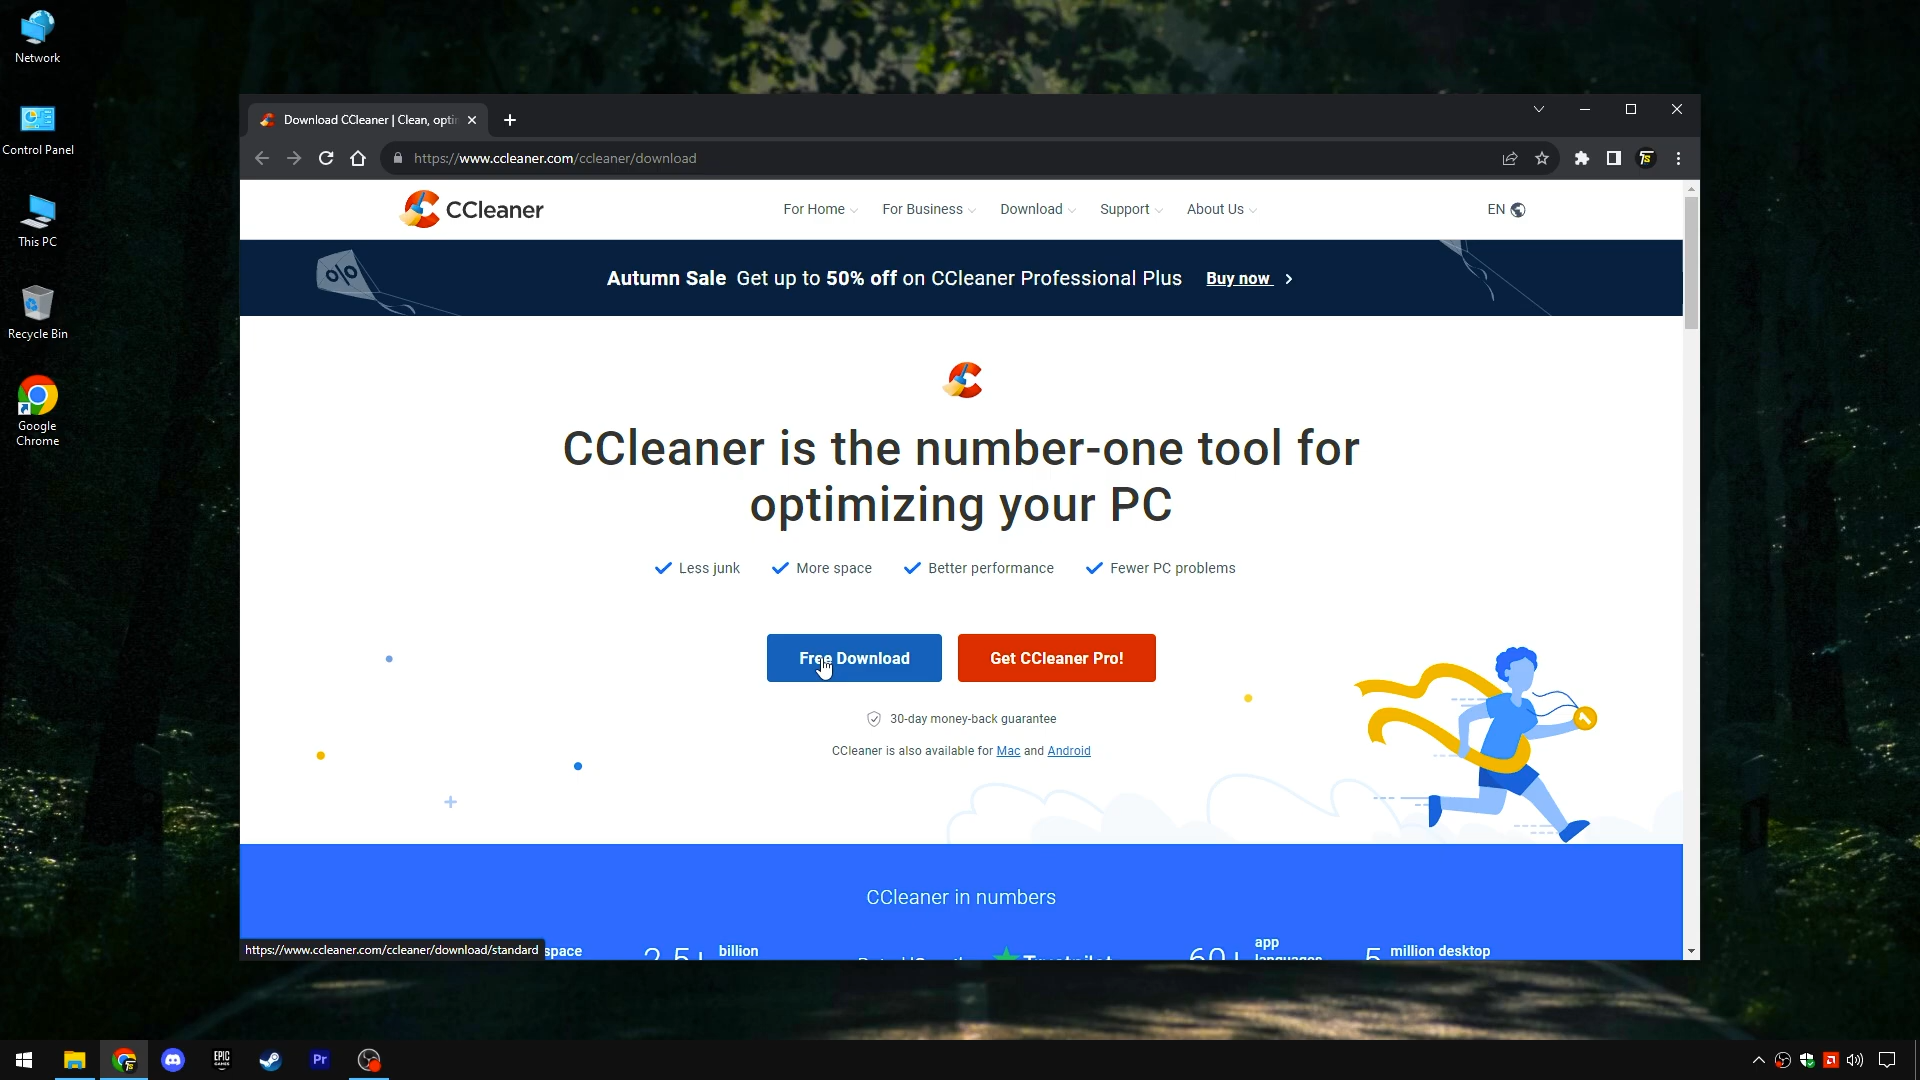 Network
Control Panel
This PC
Recycle Bin
Google
Chrome
Download CCleaner | Clean, opti
https://www.ccleaner.com/ccleaner/download
CCleaner
For Home
For Business
Download
Support
About Us
EN
%
Autumn Sale Get up to 50% off on CCleaner Professional Plus Buy now
CCleaner is the number-one tool for
optimizing your PC
Less junk
More space
Better performance
Fewer PC problems
Free Download
Get CCleaner Pro!
30-day money-back guarantee
CCleaner is also available for Mac and Android
1
CCleaner in numbers
space
billion
Trustpilot
60+
app
languages
5
million desktop
https://www.ccleaner.com/ccleaner/download/standard
EPIC
GAMES
Pr